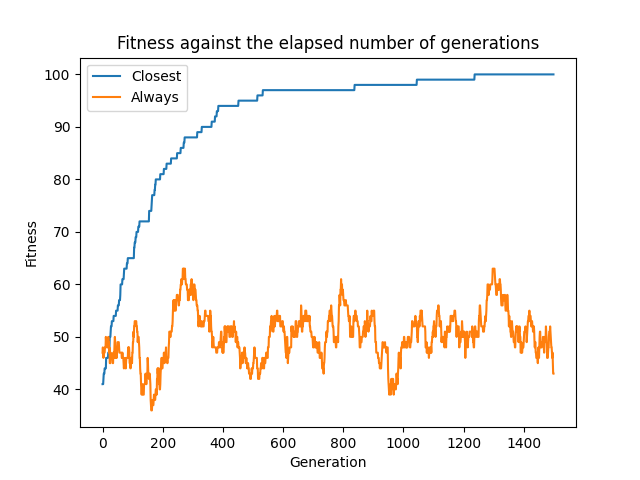 Fitness against the elapsed number of generations
Closest
Always
Fitness
100
90
80
70
60
50
40
0 200 400 600 800 1000 1200 1400
Generation